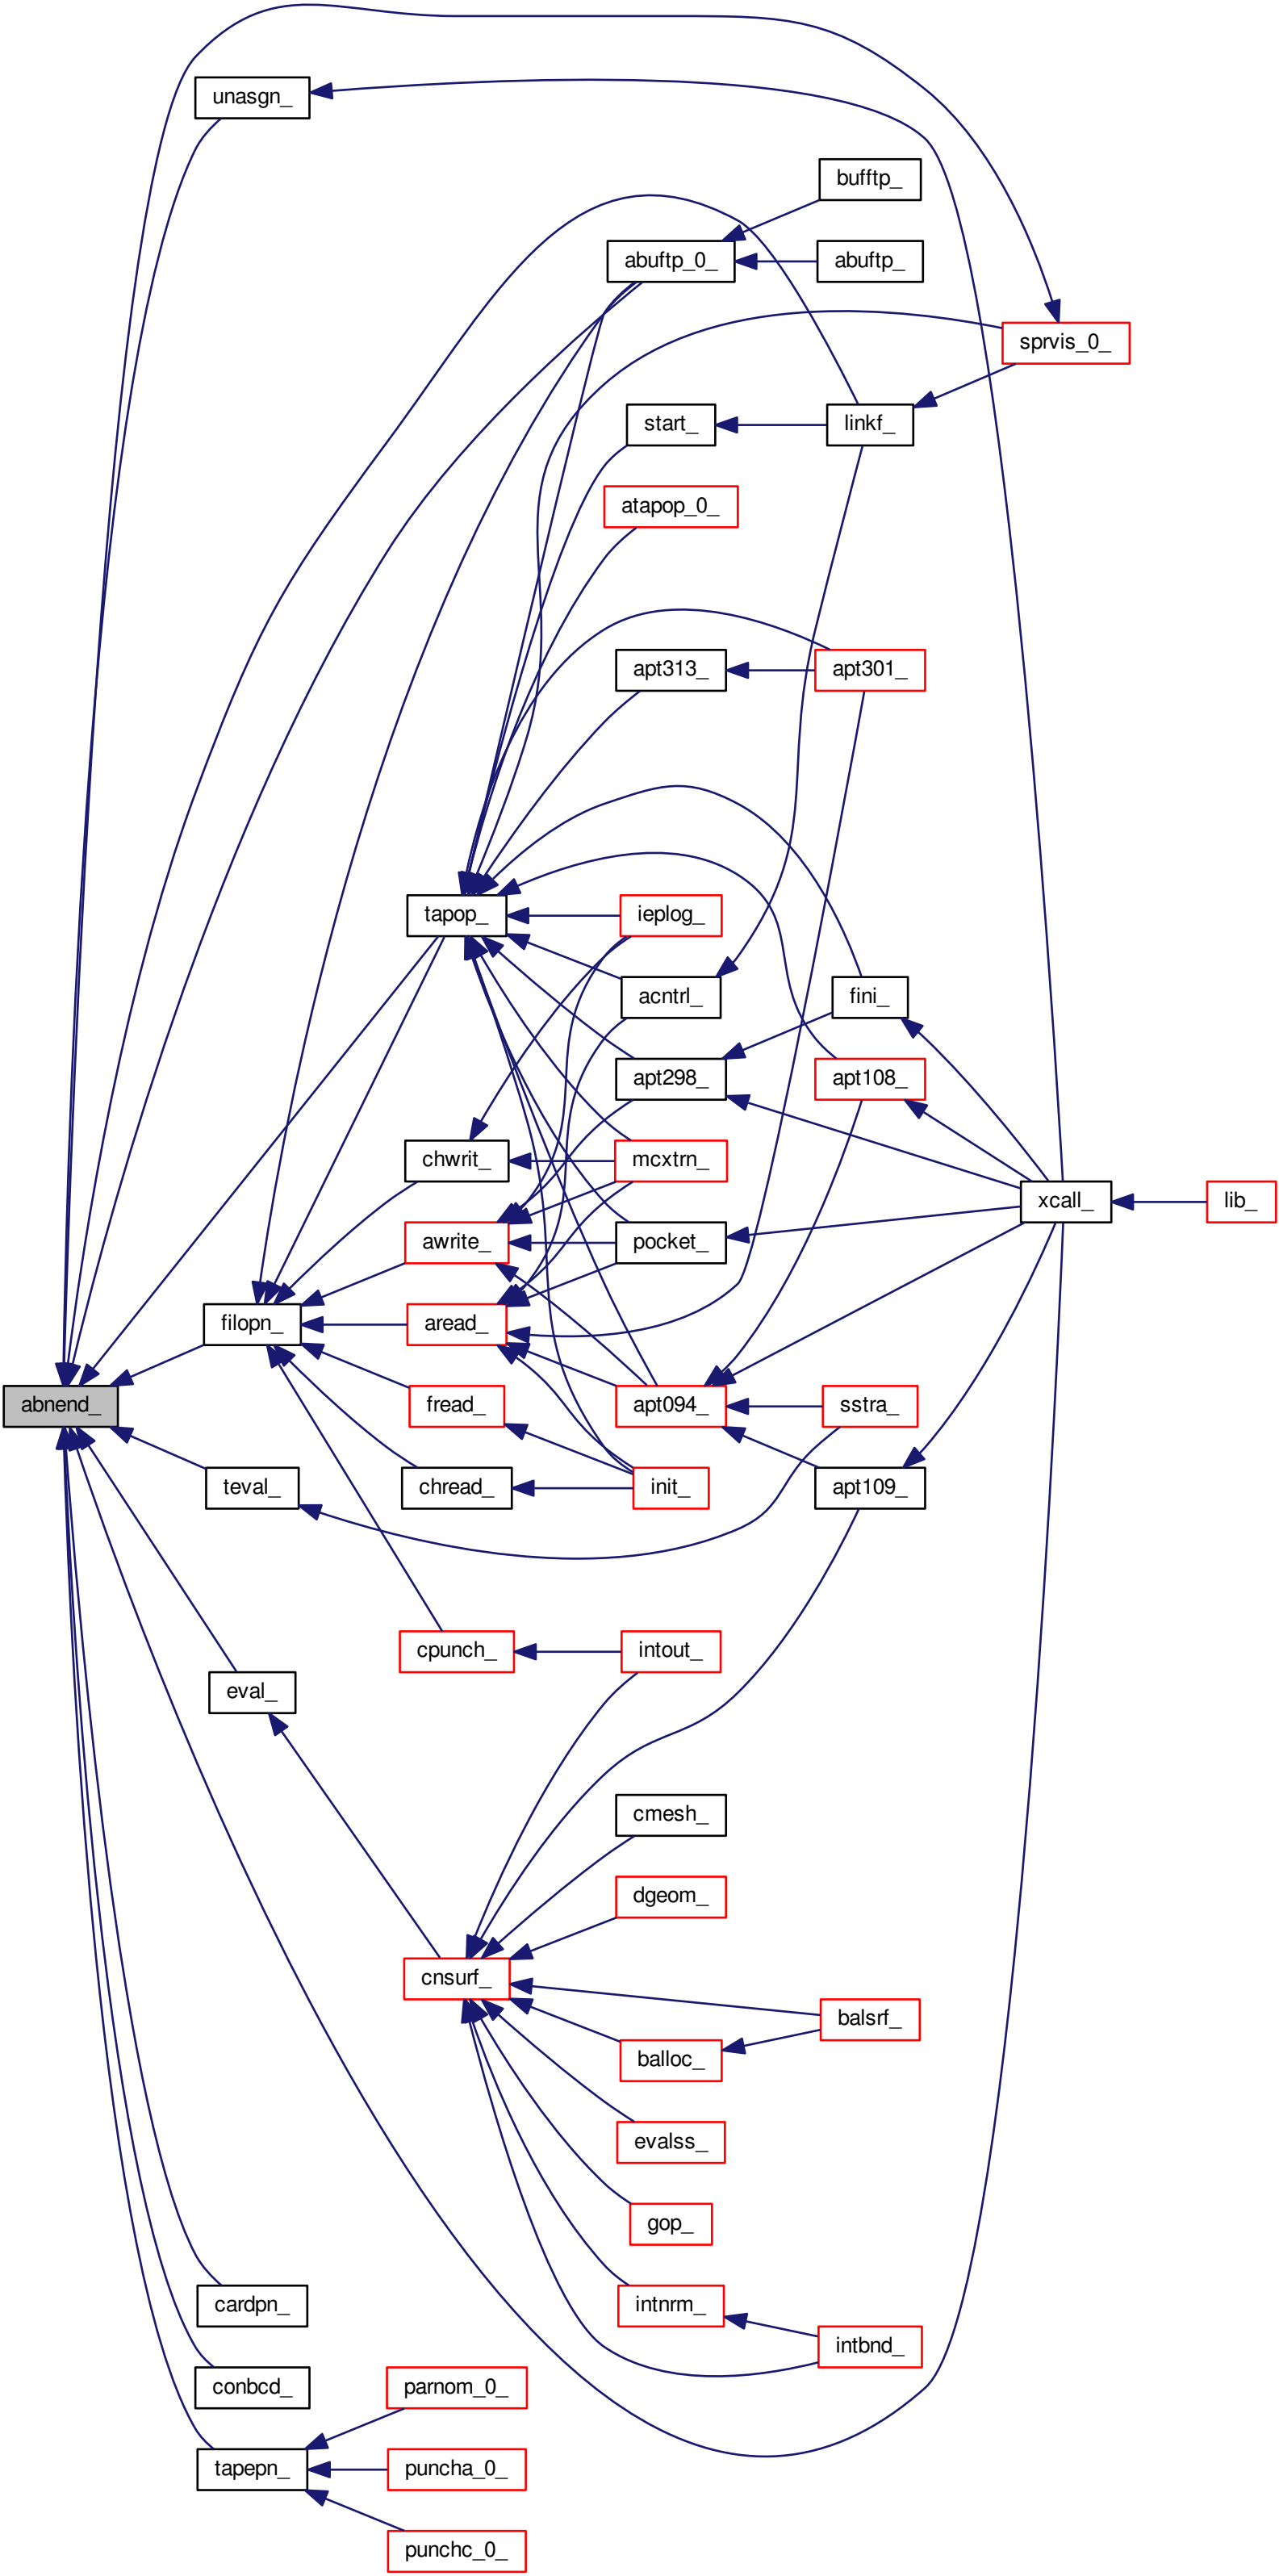 unasgn_
bufftp_
abuftp_0_
abuftp_
sprvis_0_
start_
linkf_
atapop_0_
apt313_
apt301_
tapop_
ieplog_
acntrl_
fini_
apt298_
apt108_
chwrit_
mcxtrn_
xcall_
lib_
awrite_
pocket_
filopn_
aread_
abnend_
fread_
apt094_
sstra_
teval_
chread_
init_
apt109_
cpunch_
intout_
eval_
cmesh_
dgeom_
cnsurf_
balsrf_
balloc_
evalss_
gop_
cardpn_
intnrm_
intbnd_
conbcd_
parnom_0_
tapepn_
puncha_0_
punchc_0_